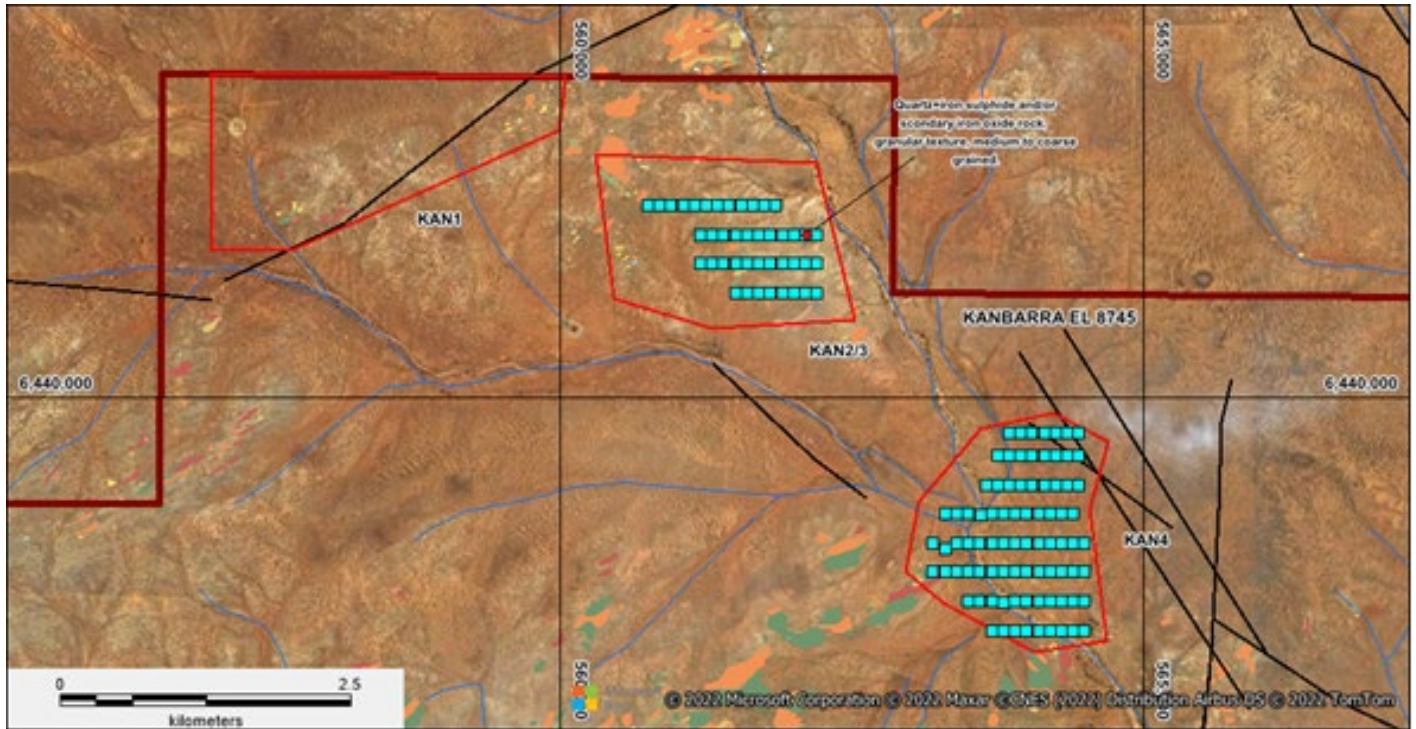 560,000
565,000
Quartz+iron sulphide and/or
scondary iron oxide rock,
granular texture, medium to coarse
grained.
KAN1
KANBARRA EL 8745
KAN2/3
6,440,000
6,440,000
KAN4
560,000
565,000
0 2.5
kilometers
© 2022 Microsoft Corporation © 2022 Maxar ©CNES (2022) Distribution Airbus DS © 2022 TomTom